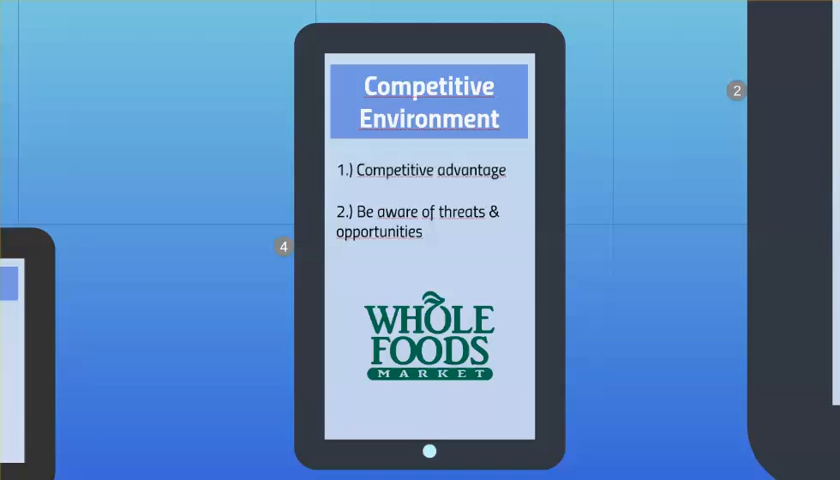 Competitive
Environment
1.) Competitive advantage
2.) Be aware of threats &
opportunities
WHOLE
FOODS
MARKET
4
2